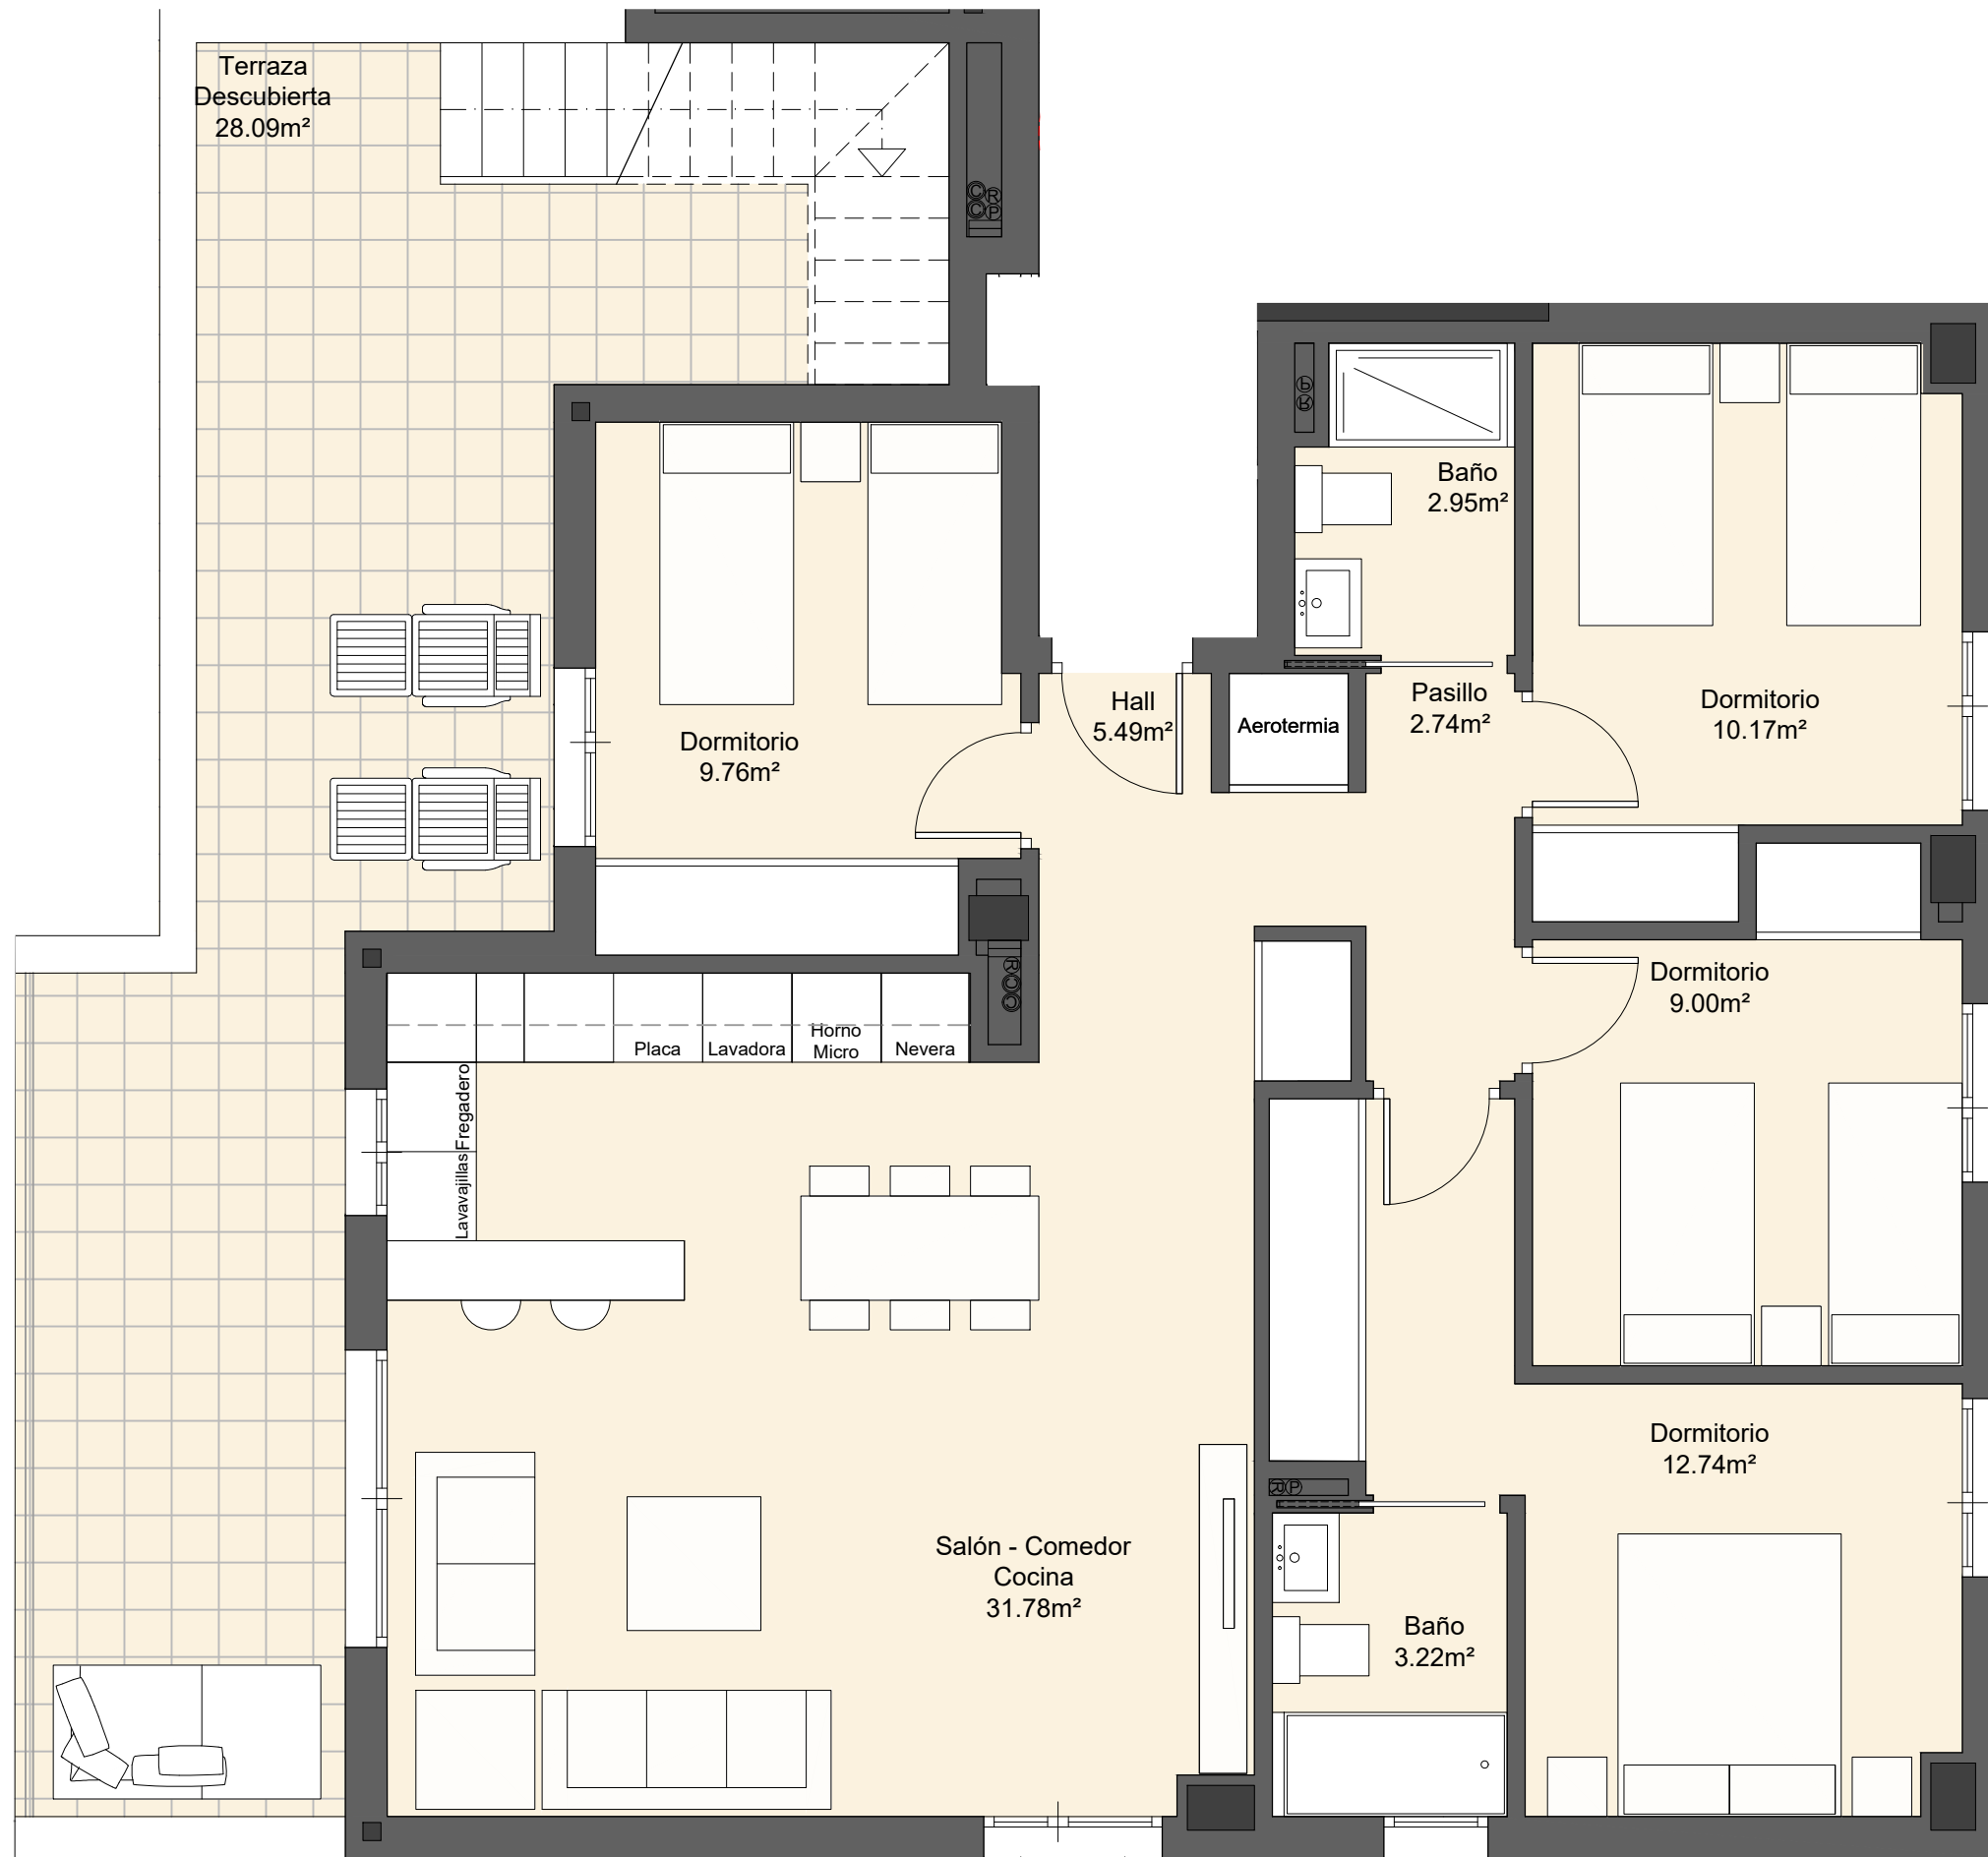 Terraza
Descubierta
28.09m²
C R
C P
P
R
Baño
2.95m²
Dormitorio
9.76m²
Hall
5.49m²
Aerotermia
Pasillo
2.74m²
Dormitorio
10.17m²
R
C
C
Dormitorio
9.00m²
Placa
Lavadora
Horno
Micro
Nevera
Fregadero
Lavavajillas
Dormitorio
12.74m²
R P
Salón - Comedor
Cocina
31.78m²
Baño
3.22m²